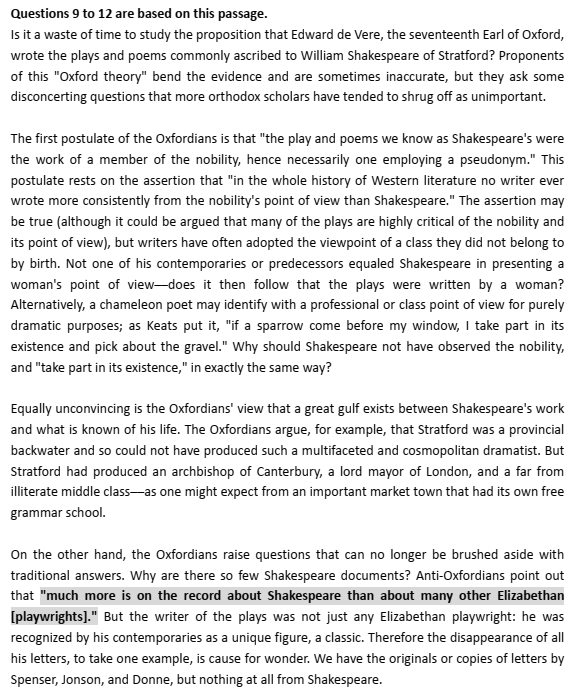 Questions 9 to 12 are based on this passage.
Is it a waste of time to study the proposition that Edward de Vere, the seventeenth Earl of Oxford,
wrote the plays and poems commonly ascribed to William Shakespeare of Stratford? Proponents
of this "Oxford theory" bend the evidence and are sometimes inaccurate, but they ask some
disconcerting questions that more orthodox scholars have tended to shrug off as unimportant.

The first postulate of the Oxfordians is that "the play and poems we know as Shakespeare's were
the work of a member of the nobility, hence necessarily one employing a pseudonym." This
postulate rests on the assertion that "in the whole history of Western literature no writer ever
wrote more consistently from the nobility's point of view than Shakespeare." The assertion may
be true (although it could be argued that many of the plays are highly critical of the nobility and
its point of view), but writers have often adopted the viewpoint of a class they did not belong to
by birth. Not one of his contemporaries or predecessors equaled Shakespeare in presenting a
woman's point of view—does it then follow that the plays were written by a woman?
Alternatively, a chameleon poet may identify with a professional or class point of view for purely
dramatic purposes; as Keats put it, "if a sparrow come before my window, I take part in its
existence and pick about the gravel." Why should Shakespeare not have observed the nobility,
and "take part in its existence," in exactly the same way?

Equally unconvincing is the Oxfordians' view that a great gulf exists between Shakespeare's work
and what is known of his life. The Oxfordians argue, for example, that Stratford was a provincial
backwater and so could not have produced such a multifaceted and cosmopolitan dramatist. But
Stratford had produced an archbishop of Canterbury, a lord mayor of London, and a far from
illiterate middle class—as one might expect from an important market town that had its own free
grammar school.

On the other hand, the Oxfordians raise questions that can no longer be brushed aside with
traditional answers. Why are there so few Shakespeare documents? Anti-Oxfordians point out
that "much more is on the record about Shakespeare than about many other Elizabethan
[playwrights]." But the writer of the plays was not just any Elizabethan playwright: he was
recognized by his contemporaries as a unique figure, a classic. Therefore the disappearance of all
his letters, to take one example, is cause for wonder. We have the originals or copies of letters by
Spenser, Jonson, and Donne, but nothing at all from Shakespeare.